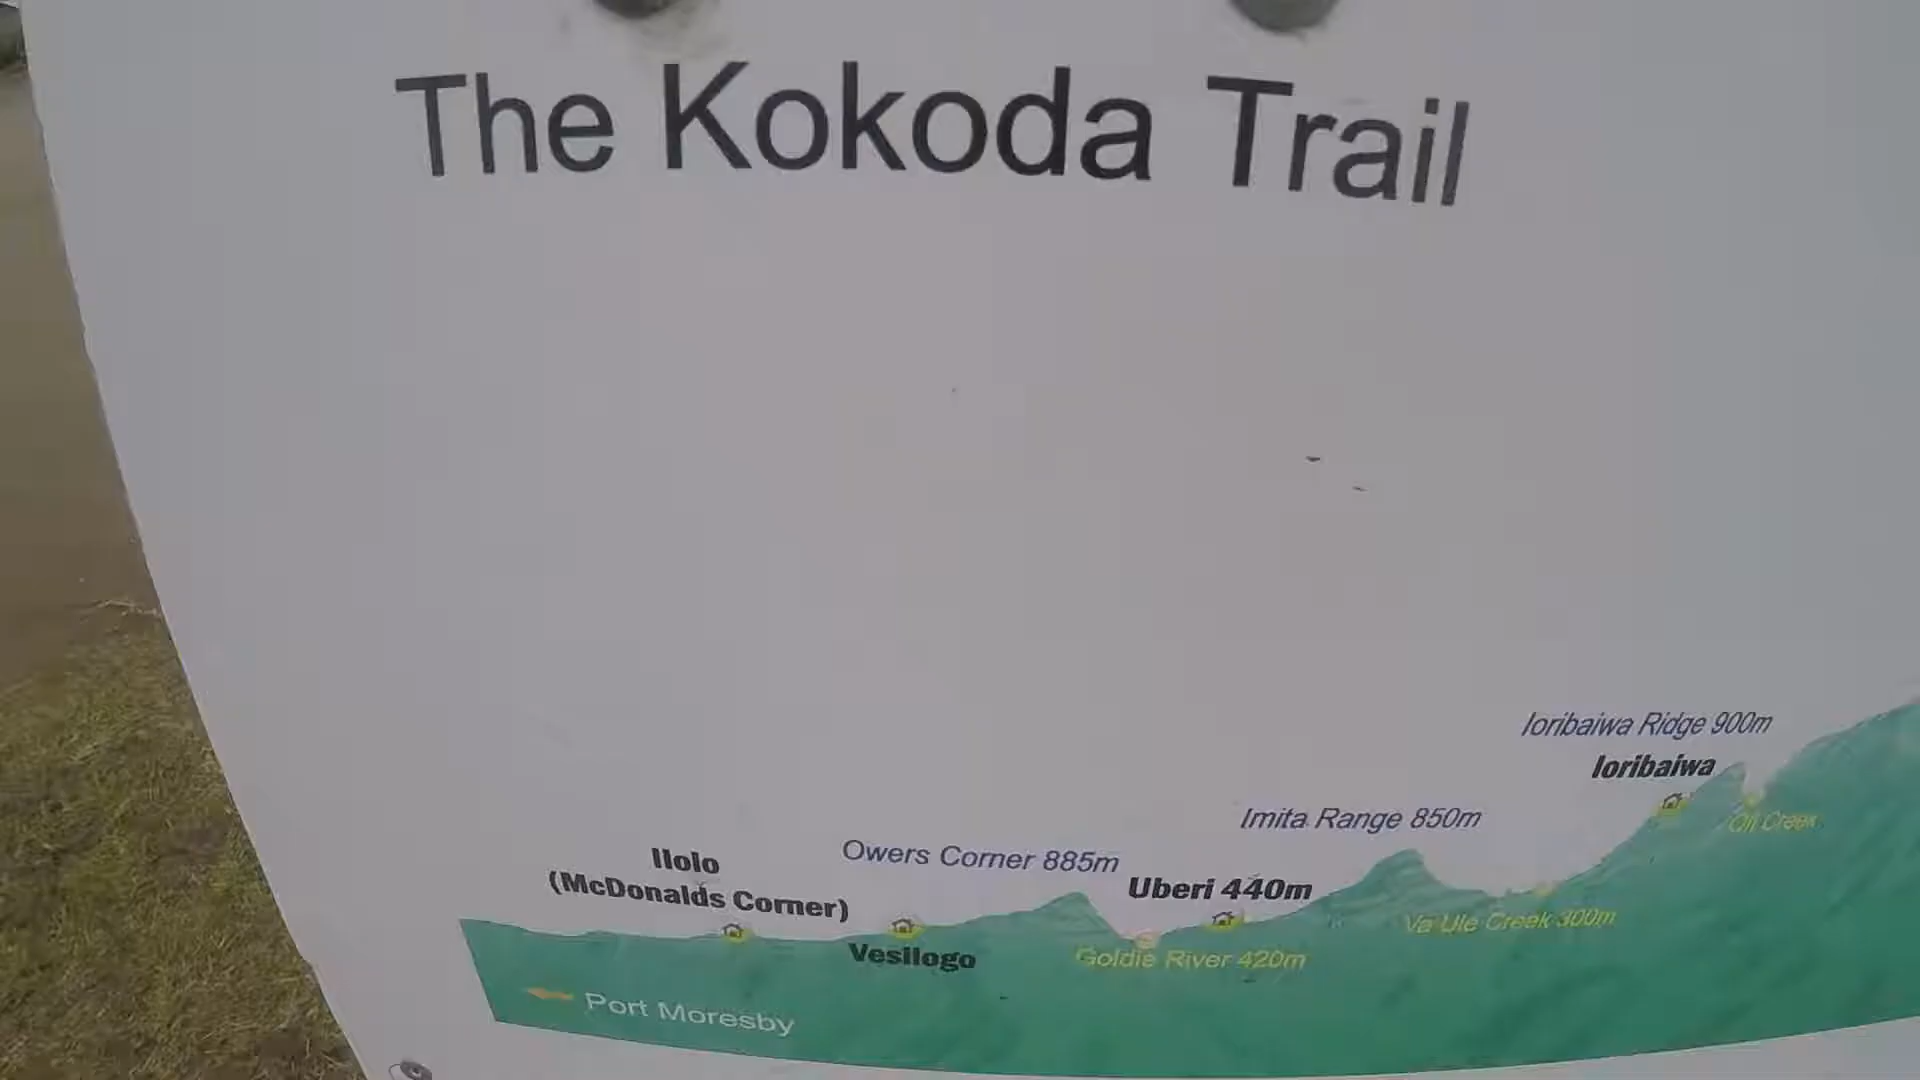 The Kokoda Trail
Ioribaiwa Ridge 900m
Ioribaiwa
Ofi Creek
Imita Range 850m
Owers Corner 885m
Ilolo
(McDonalds Corner)
Uberi 440m
Va Ule Creek 300m
Vesilogo
Goldie River 420m
Port Moresby